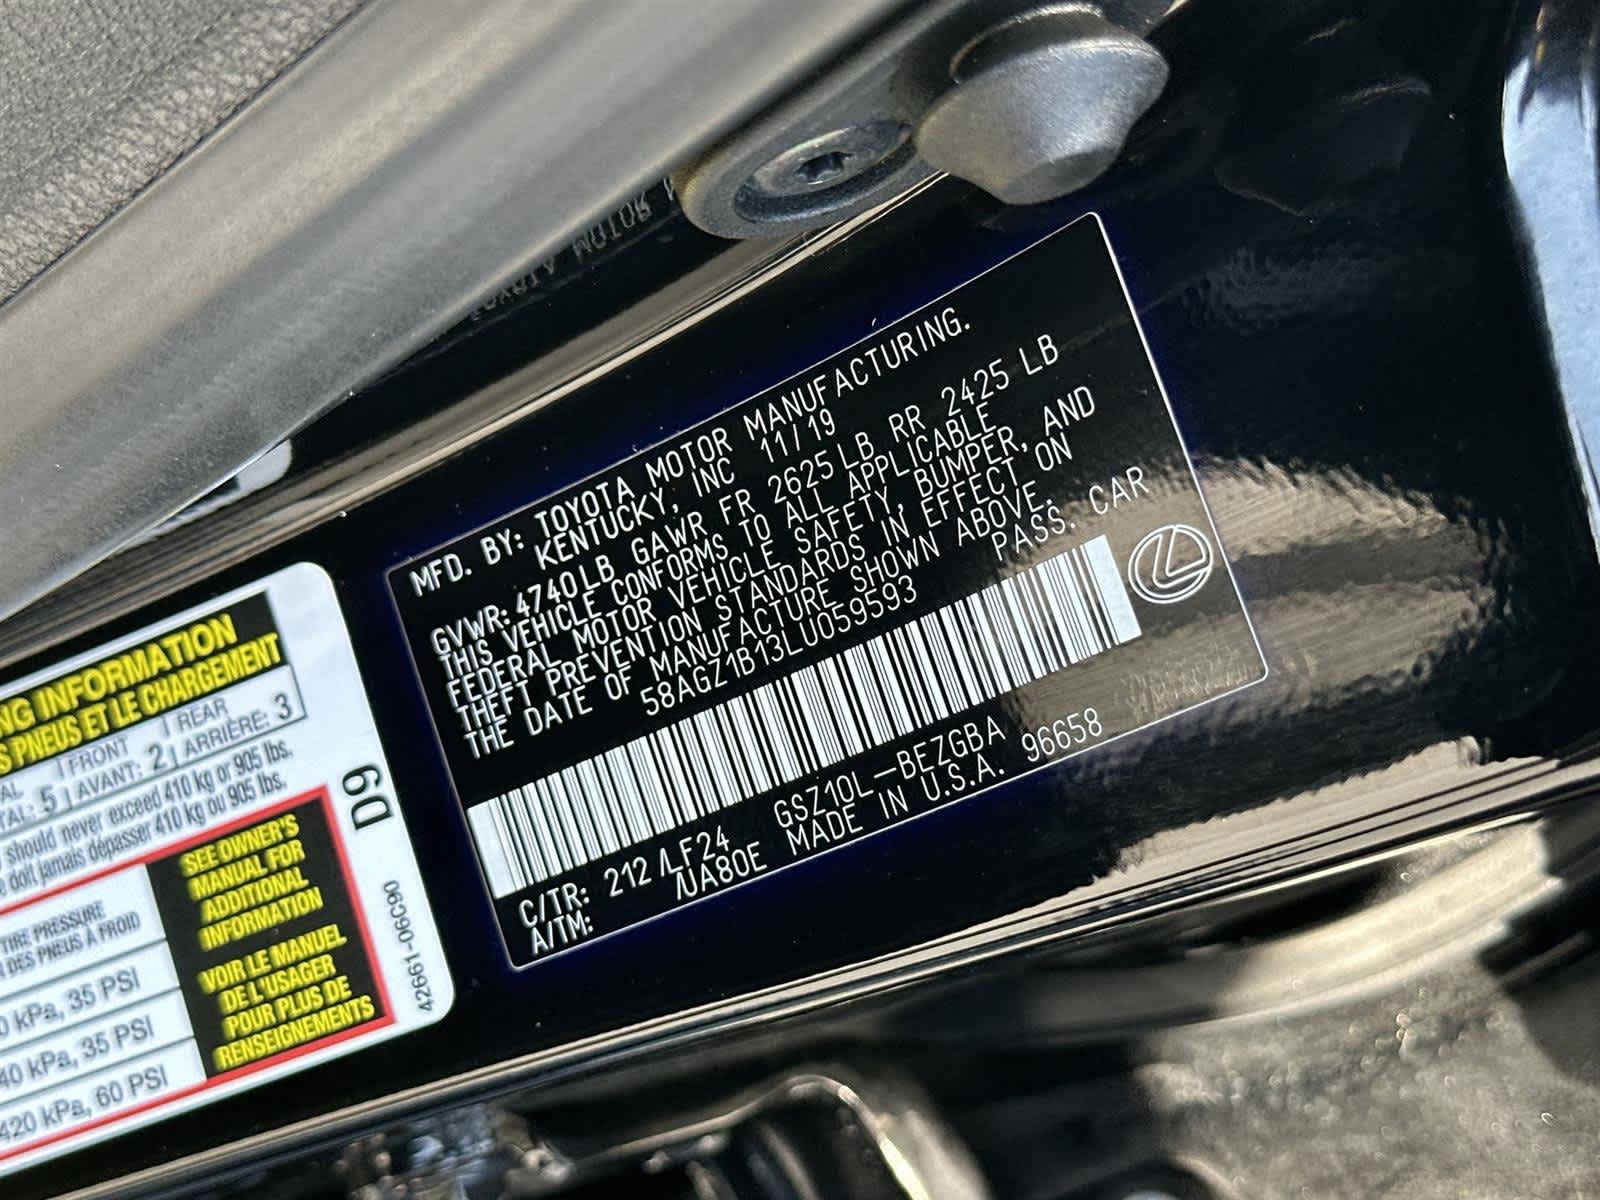 MFD. BY: TOYOTA MOTOR MANUFACTURING.
KENTUCKY, INC 11/19
GVWR: 4740LB GAWR FR 2625LB RR 2425 LB
THIS VEHICLE CONFORMS TO ALL APPLICABLE
FEDERAL MOTOR VEHICLE SAFETY, BUMPER, AND
THEFT PREVENTION STANDARDS IN EFFECT ON
THE DATE OF MANUFACTURE SHOWN ABOVE.
58AGZ1B13LU059593 PASS. CAR
C/TR: 212 /LF24 GSZ10L-BEZGBA
A/TM: /UA80E MADE IN U.S.A. 96658
NG INFORMATION
S PNEUS ET LE CHARGEMENT
FRONT REAR
TAL: 5 AVANT: 2 ARRIÈRE: 3
should never exceed 410 kg or 905 lbs.
e doit jamais dépasser 410 kg ou 905 lbs.
TIRE PRESSURE
DES PNEUS À FROID
0 kPa, 35 PSI
40 kPa, 35 PSI
420 kPa, 60 PSI
SEE OWNER'S
MANUAL FOR
ADDITIONAL
INFORMATION
VOIR LE MANUEL
DE L'USAGER
POUR PLUS DE
RENSEIGNEMENTS
D9
42661-06C90